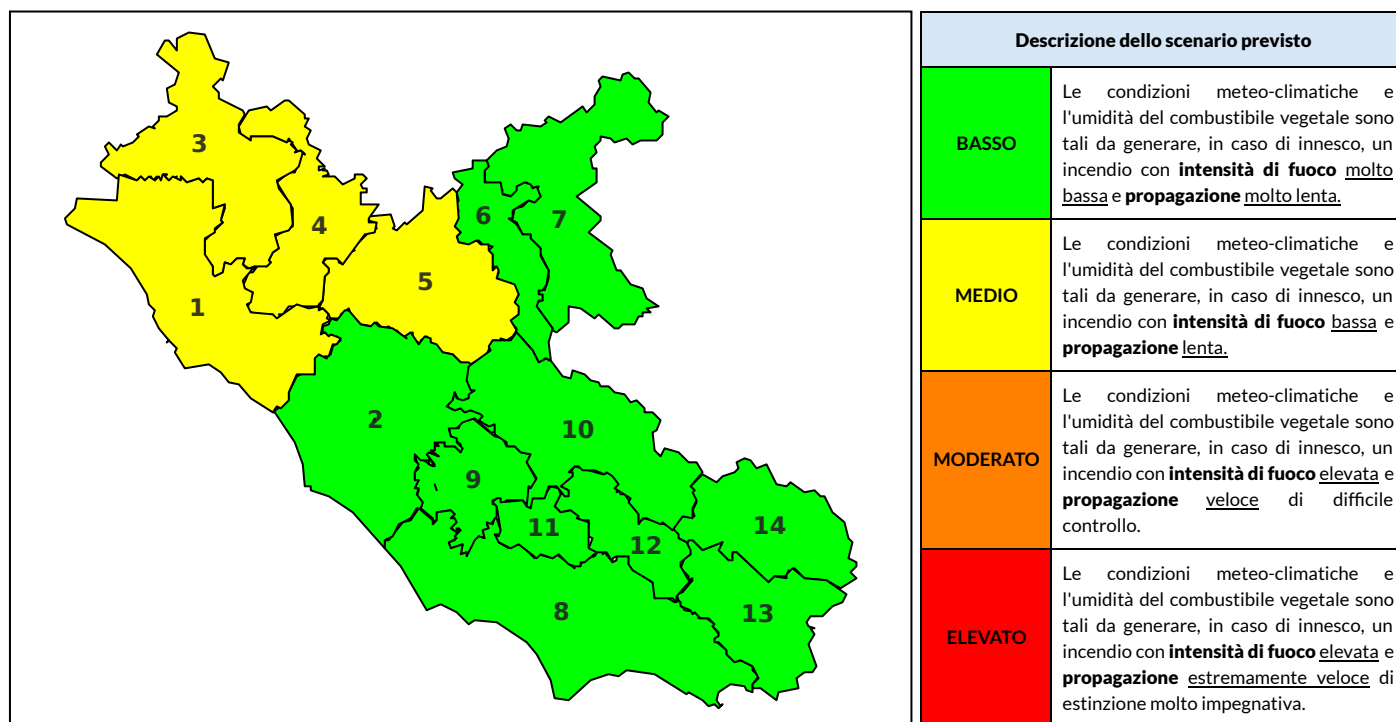 3
4
6
7
5
1
2
10
9
14
11
12
8
13
Descrizione dello scenario previsto
BASSO
Le condizioni meteo-climatiche e
l'umidità del combustibile vegetale sono
tali da generare, in caso di innesco, un
incendio con intensità di fuoco molto
bassa e propagazione molto lenta.
MEDIO
Le condizioni meteo-climatiche e
l'umidità del combustibile vegetale sono
tali da generare, in caso di innesco, un
incendio con intensità di fuoco bassa e
propagazione lenta.
MODERATO
Le condizioni meteo-climatiche e
l'umidità del combustibile vegetale sono
tali da generare, in caso di innesco, un
incendio con intensità di fuoco elevata e
propagazione veloce di difficile
controllo.
ELEVATO
Le condizioni meteo-climatiche e
l'umidità del combustibile vegetale sono
tali da generare, in caso di innesco, un
incendio con intensità di fuoco elevata e
propagazione estremamente veloce di
estinzione molto impegnativa.